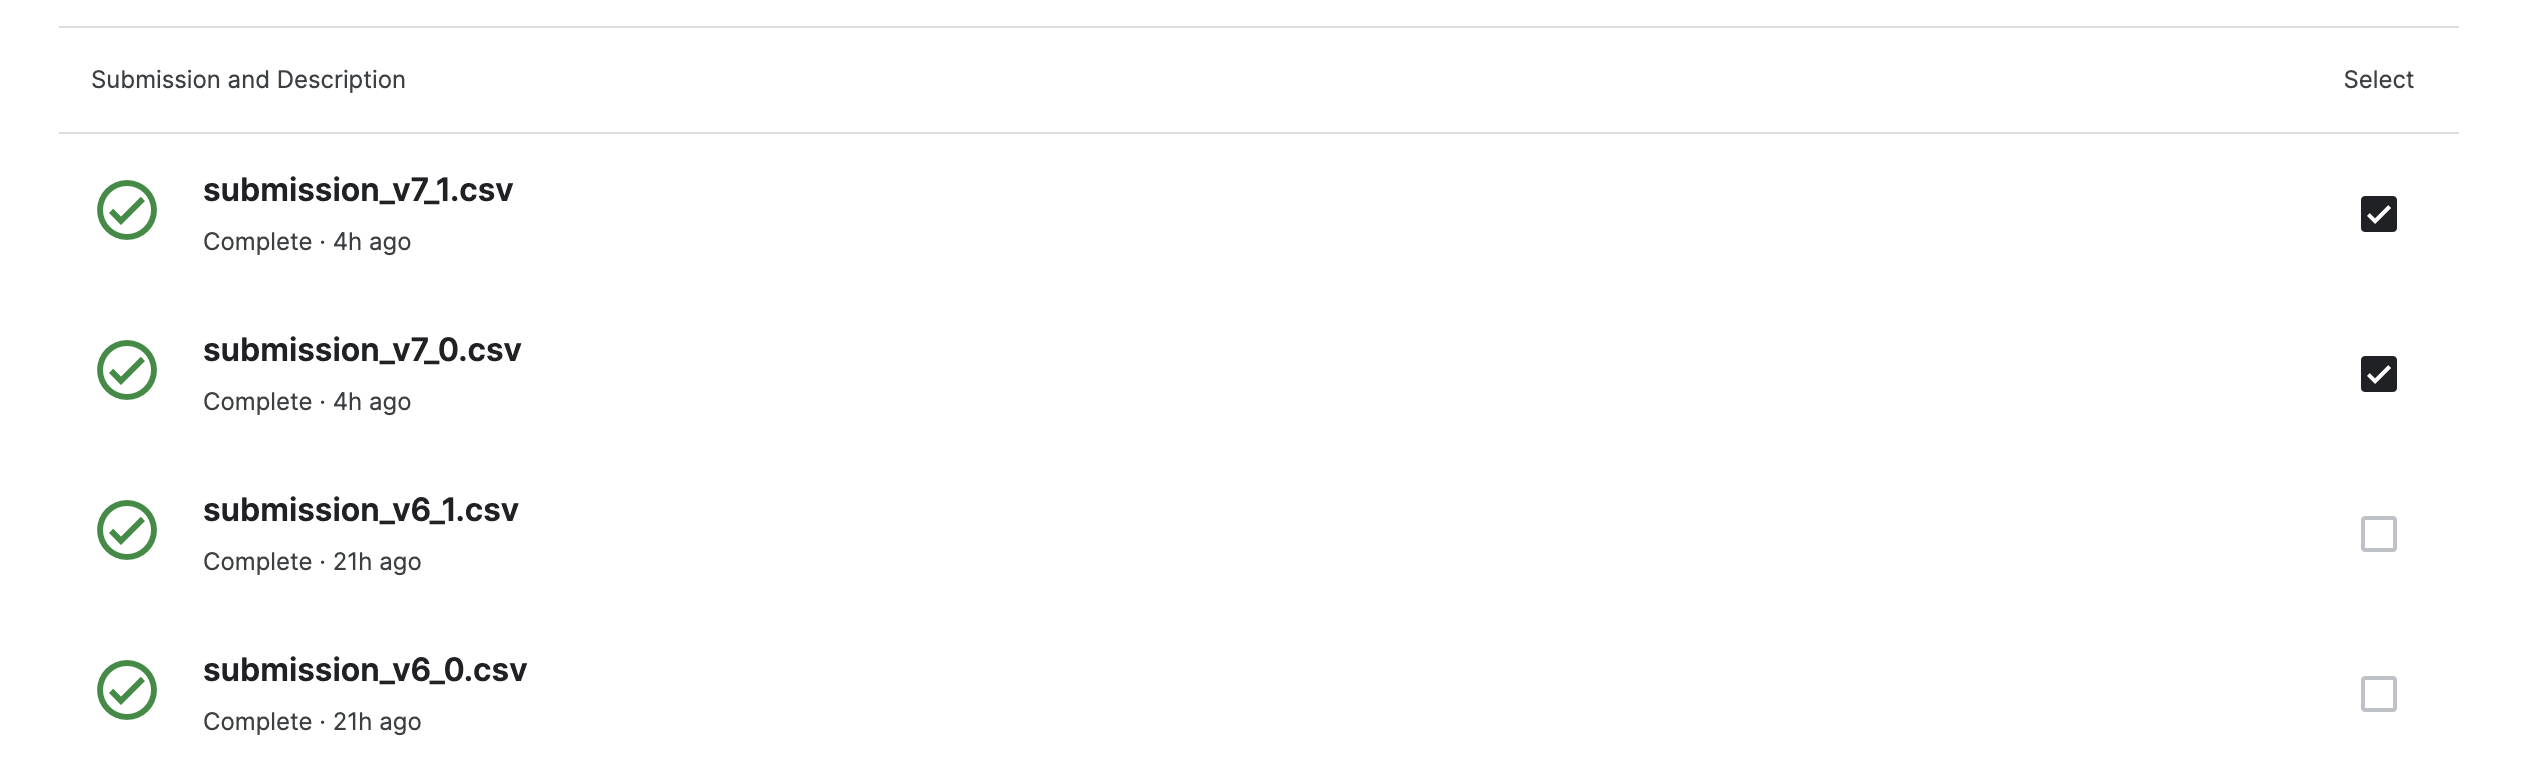 Submission and Description Select
submission_v7_1.csv
Complete · 4h ago
submission_v7_0.csv
Complete · 4h ago
submission_v6_1.csv
Complete · 21h ago
submission_v6_0.csv
Complete · 21h ago